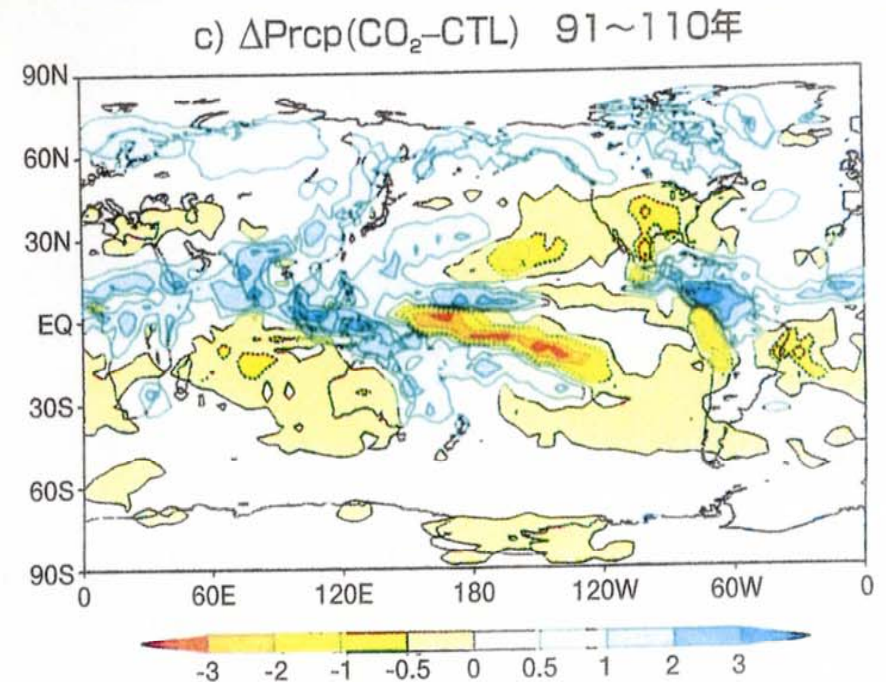 c) ΔPrcp(CO₂−CTL) 91～110年
90N
60N
30N
EQ
30S
60S
90S
0 60E 120E 180 120W 60W 0
-3 -2 -1 -0.5 0 0.5 1 2 3